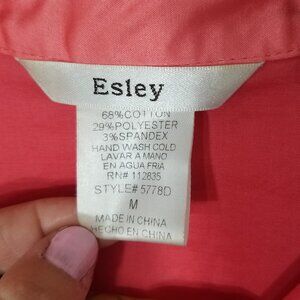 Esley
68%COTTON
29%POLYESTER
3%SPANDEX
HAND WASH COLD
LAVAR A MANO
EN AGUA FRIA
RN# 112835
STYLE# 5778D
M
MADE IN CHINA
HECHO EN CHINA